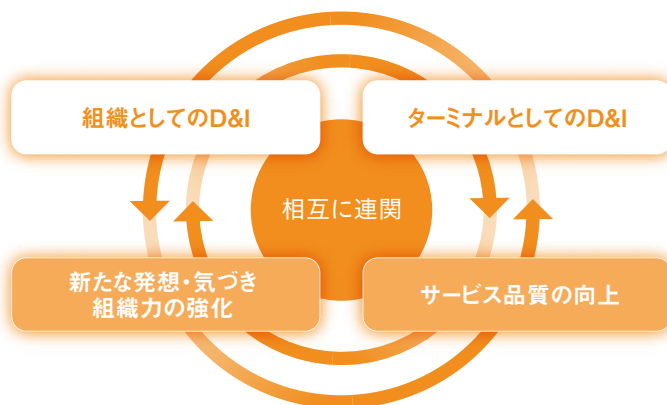 組織としてのD&I
ターミナルとしてのD&I
相互に連関
新たな発想・気づき
組織力の強化
サービス品質の向上